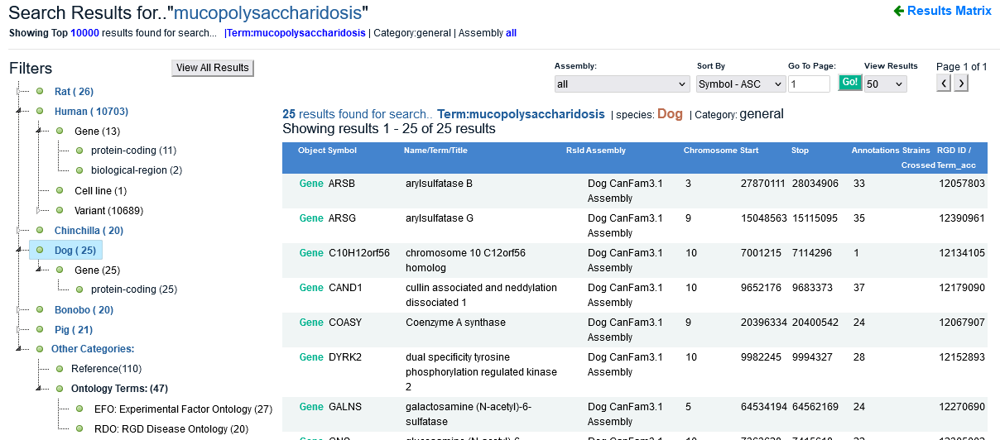 Search Results for.."mucopolysaccharidosis"
Results Matrix
Showing Top 10000 results found for search... |Term:mucopolysaccharidosis | Category:general | Assembly all
Filters
View All Results
Rat ( 26)
Human ( 10703)
Gene (13)
protein-coding (11)
biological-region (2)
Cell line (1)
Variant (10689)
Chinchilla ( 20)
Dog ( 25)
Gene (25)
protein-coding (25)
Bonobo ( 20)
Pig ( 21)
Other Categories:
Reference(110)
Ontology Terms: (47)
EFO: Experimental Factor Ontology (27)
RDO: RGD Disease Ontology (20)
Assembly: Sort By Go To Page: View Results Page 1 of 1
all Symbol - ASC 1 Go! 50 < >
25 results found for search.. Term:mucopolysaccharidosis | species: Dog | Category: general
Showing results 1 - 25 of 25 results
Object Symbol Name/Term/Title RsId Assembly Chromosome Start Stop Annotations Strains RGD ID /
Crossed Term_acc
Gene ARSB arylsulfatase B Dog CanFam3.1 3 27870111 28034906 33 12057803
Assembly
Gene ARSG arylsulfatase G Dog CanFam3.1 9 15048563 15115095 35 12390961
Assembly
Gene C10H12orf56 chromosome 10 C12orf56 Dog CanFam3.1 10 7001215 7114296 1 12134105
homolog Assembly
Gene CAND1 cullin associated and neddylation Dog CanFam3.1 10 9652176 9683373 37 12179090
dissociated 1 Assembly
Gene COASY Coenzyme A synthase Dog CanFam3.1 9 20396334 20400542 24 12067907
Assembly
Gene DYRK2 dual specificity tyrosine Dog CanFam3.1 10 9982245 9994327 28 12152893
phosphorylation regulated kinase Assembly
2
Gene GALNS galactosamine (N-acetyl)-6- Dog CanFam3.1 5 64534194 64562169 24 12270690
sulfatase Assembly